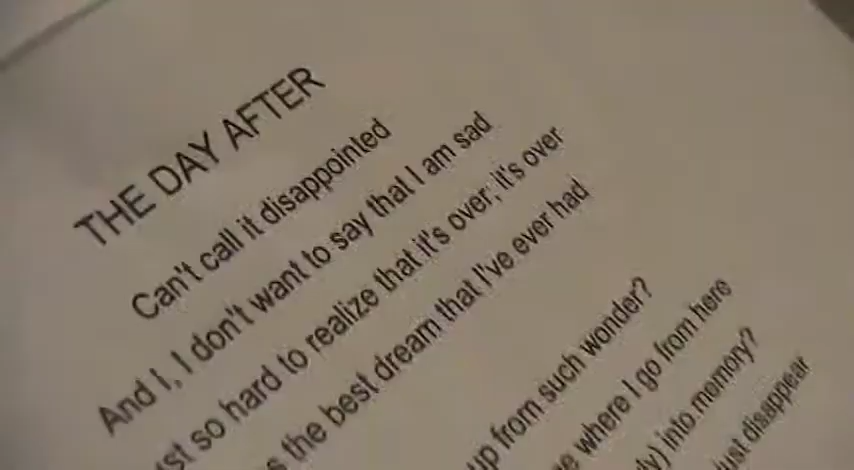 THE DAY AFTER
Can't call it disappointed
And I, I don't want to say that I am sad
so hard to realize that it's over; it's over
the best dream that I've ever had
up from such wonder?
where I go from here
into memory?
just disappear